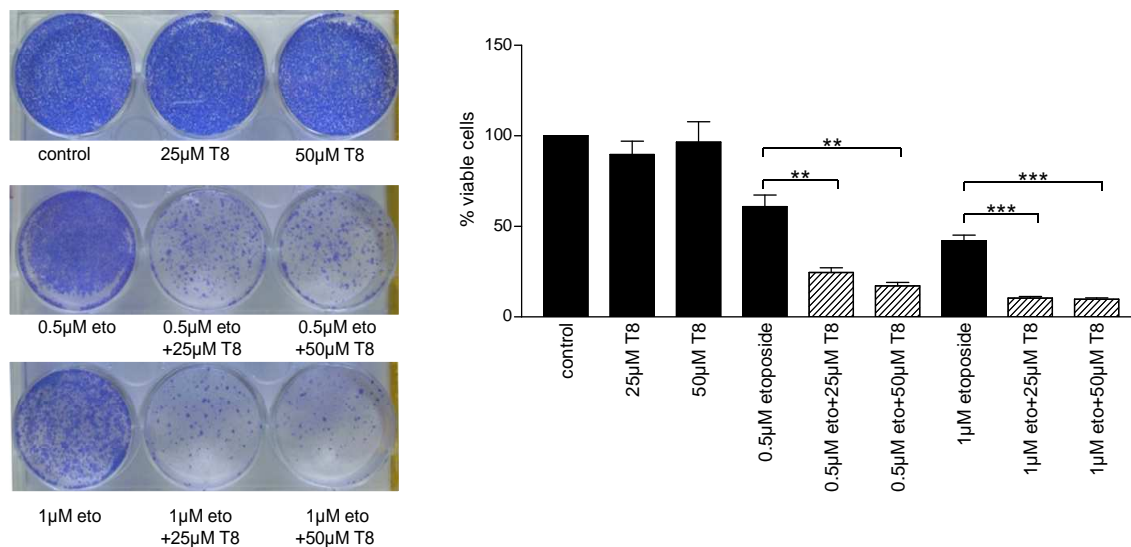 control 25µM T8 50µM T8
0.5µM eto 0.5µM eto 0.5µM eto
+25µM T8 +50µM T8
1µM eto 1µM eto 1µM eto
+25µM T8 +50µM T8
% viable cells
150
100
50
0
**
**
***
***
control
25µM T8
50µM T8
0.5µM etoposide
0.5µM eto+25µM T8
0.5µM eto+50µM T8
1µM etoposide
1µM eto+25µM T8
1µM eto+50µM T8